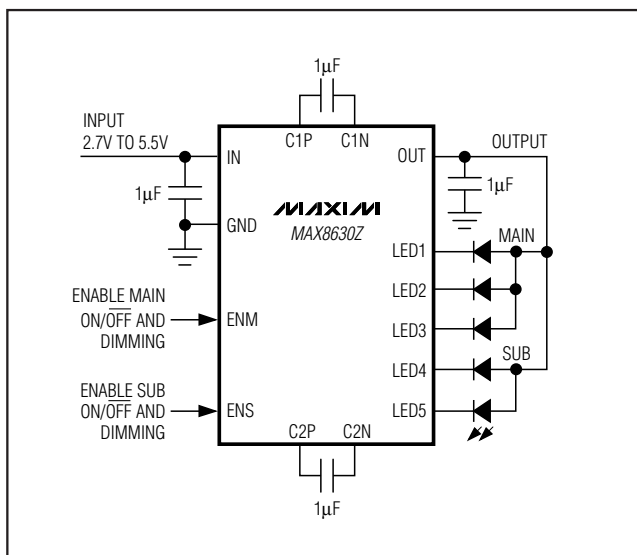 1µF
C1P
C1N
INPUT
2.7V TO 5.5V
IN
OUT
OUTPUT
1µF
1µF
GND
MAXIM
MAX8630Z
LED1
MAIN
LED2
LED3
ENABLE MAIN
ON/OFF AND
DIMMING
ENM
LED4
SUB
ENABLE SUB
ON/OFF AND
DIMMING
ENS
LED5
C2P
C2N
1µF